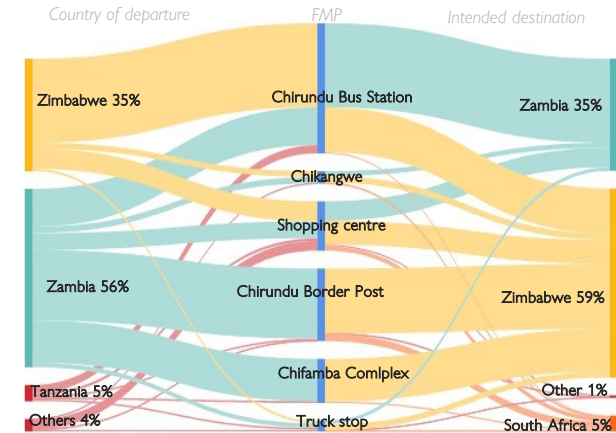 Country of departure FMP Intended destination
Chirundu Bus Station
Zimbabwe 35%
Zambia 35%
Chikangwe
Shopping centre
Zambia 56%
Chirundu Border Post
Zimbabwe 59%
Chifamba Comlplex
Tanzania 5%
Other 1%
Others 4%
Truck stop
South Africa 5%